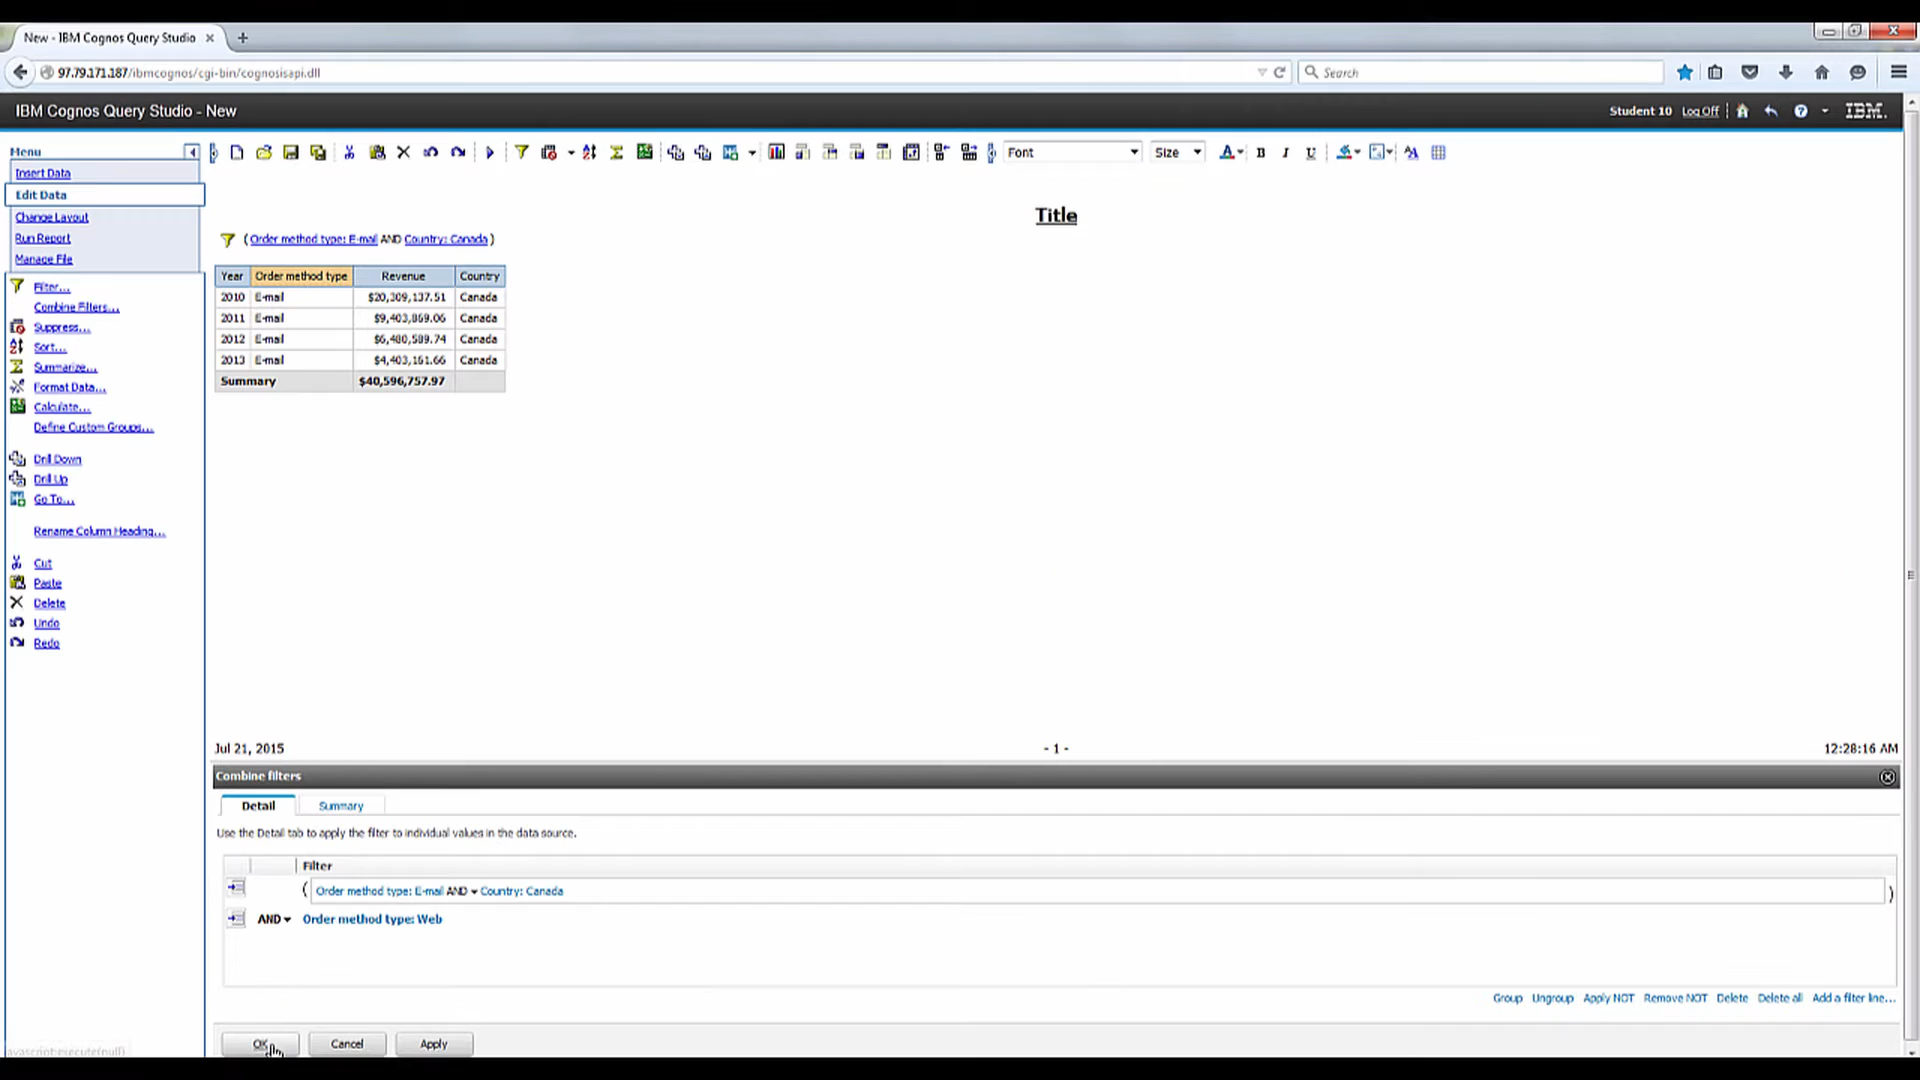 New - IBM Cognos Query Studio
97.79.171.187/ibmcognos/cgi-bin/cognosisapi.dll
Search
IBM Cognos Query Studio - New
Student 10 Log Off IBM.
Menu
Insert Data
Edit Data
Change Layout
Run Report
Manage File
Filter...
Combine Filters...
Suppress...
Sort...
Summarize...
Format Data...
Calculate...
Define Custom Groups...
Drill Down
Drill Up
Go To...
Rename Column Heading...
Cut
Paste
Delete
Undo
Redo
Font Size A B I U
Title
( Order method type: E-mail AND Country: Canada )
Year Order method type Revenue Country
2010 E-mail $20,309,137.51 Canada
2011 E-mail $9,403,869.06 Canada
2012 E-mail $6,480,589.74 Canada
2013 E-mail $4,403,161.66 Canada
Summary $40,596,757.97
Jul 21, 2015 - 1 - 12:28:16 AM
Combine filters
Detail Summary
Use the Detail tab to apply the filter to individual values in the data source.
Filter
( Order method type: E-mail AND Country: Canada )
AND Order method type: Web
Group Ungroup Apply NOT Remove NOT Delete Delete all Add a filter line...
OK Cancel Apply
javascript:execute(null)